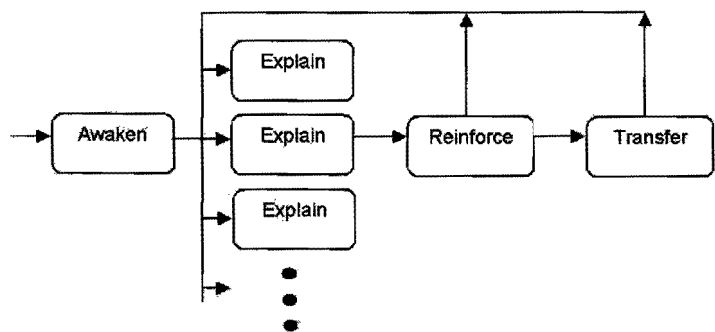 Explain
Awaken
Explain
Reinforce
Transfer
Explain